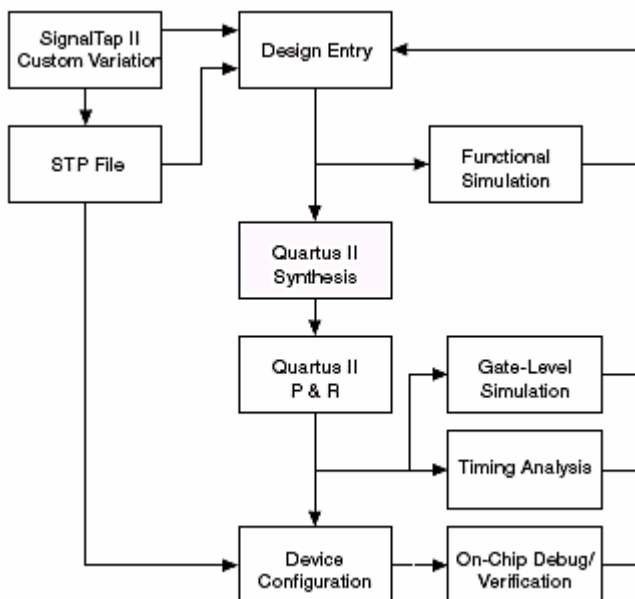 SignalTap II
Custom Variation
Design Entry
STP File
Functional
Simulation
Quartus II
Synthesis
Quartus II
P & R
Gate-Level
Simulation
Timing Analysis
Device
Configuration
On-Chip Debug/
Verification